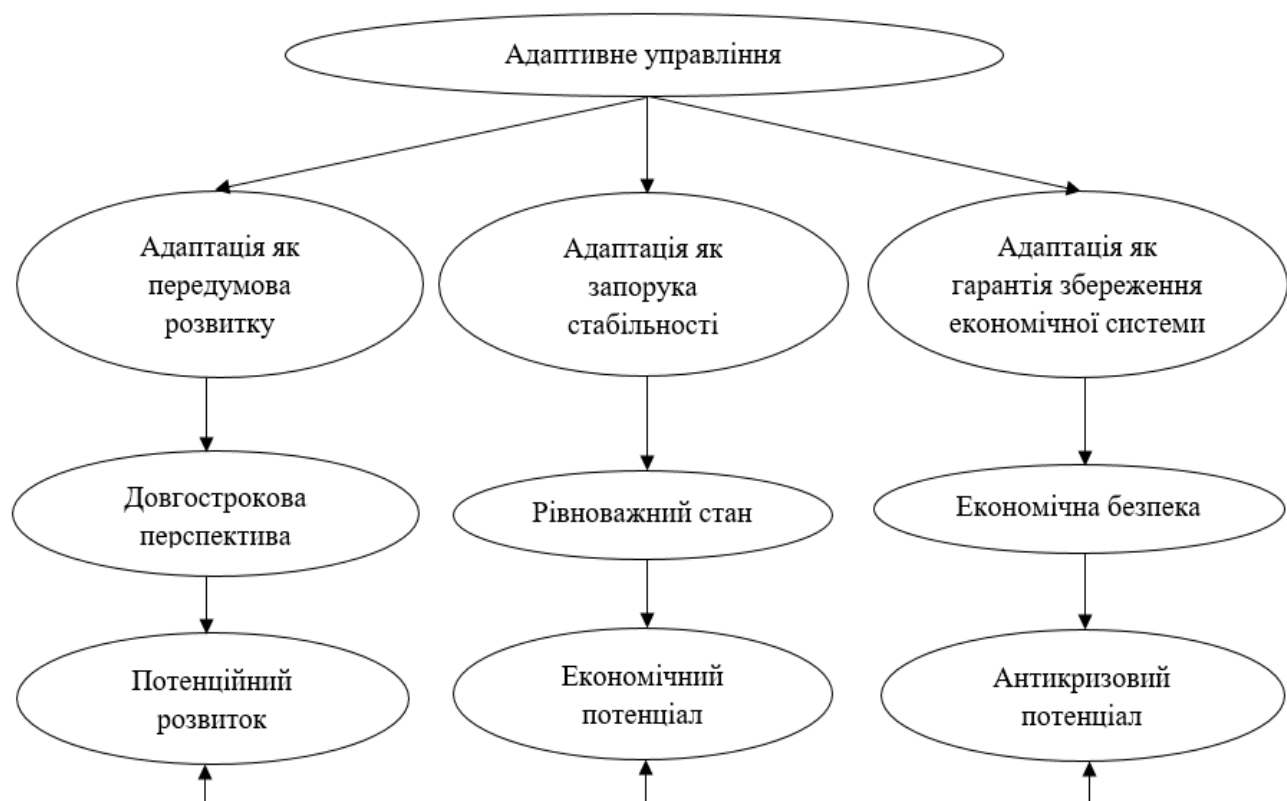 Адаптивне управління
Адаптація як
передумова
розвитку
Адаптація як
запорука
стабільності
Адаптація як
гарантія збереження
економічної системи
Довгострокова
перспектива
Рівноважний стан
Економічна безпека
Потенційний
розвиток
Економічний
потенціал
Антикризовий
потенціал